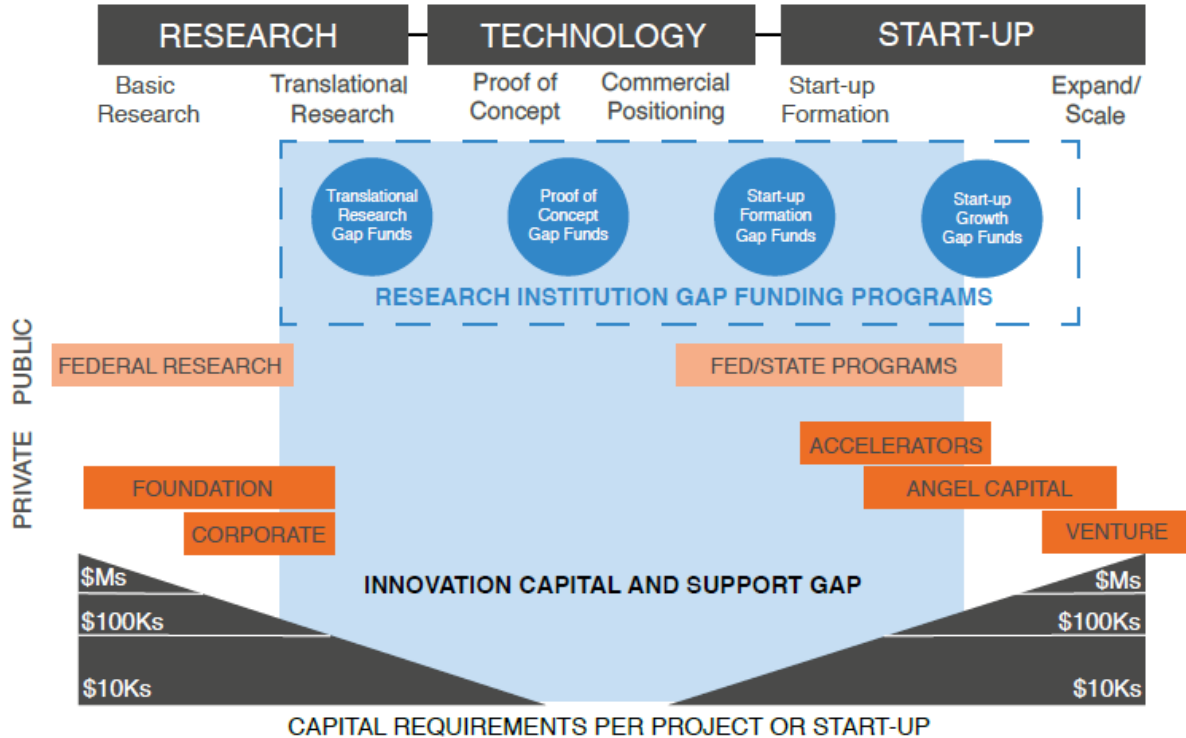 RESEARCH
TECHNOLOGY
START-UP
Basic
Research
Translational
Research
Proof of
Concept
Commercial
Positioning
Start-up
Formation
Expand/
Scale
Translational
Research
Gap Funds
Proof of
Concept
Gap Funds
Start-up
Formation
Gap Funds
Start-up
Growth
Gap Funds
RESEARCH INSTITUTION GAP FUNDING PROGRAMS
PUBLIC
FEDERAL RESEARCH
FED/STATE PROGRAMS
PRIVATE
ACCELERATORS
FOUNDATION
ANGEL CAPITAL
CORPORATE
VENTURE
INNOVATION CAPITAL AND SUPPORT GAP
$Ms
$Ms
$100Ks
$100Ks
$10Ks
$10Ks
CAPITAL REQUIREMENTS PER PROJECT OR START-UP